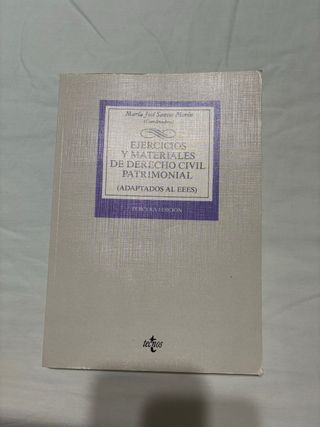 María José Santos Morón
(Coordinadora)
EJERCICIOS
Y MATERIALES
DE DERECHO CIVIL
PATRIMONIAL
(ADAPTADOS AL EEES)
TERCERA EDICIÓN
tecnos